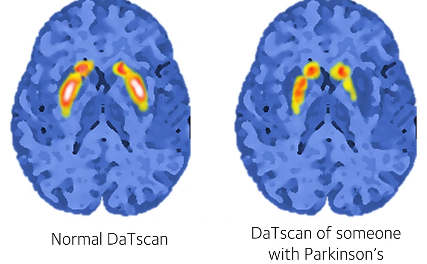 Normal DaTscan
DaTscan of someone
with Parkinson's